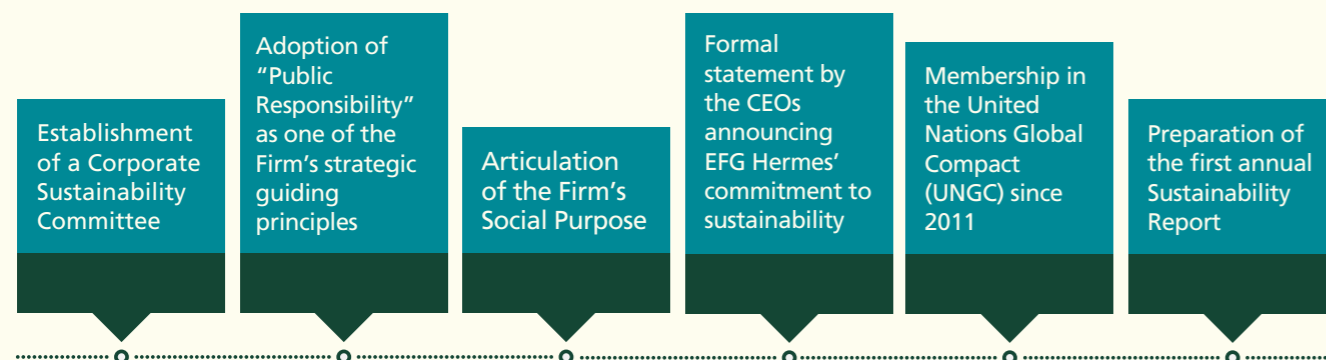 Establishment
of a Corporate
Sustainability
Committee
Adoption of
“Public
Responsibility”
as one of the
Firm’s strategic
guiding
principles
Articulation
of the Firm’s
Social Purpose
Formal
statement by
the CEOs
announcing
EFG Hermes’
commitment to
sustainability
Membership in
the United
Nations Global
Compact
(UNGC) since
2011
Preparation of
the first annual
Sustainability
Report